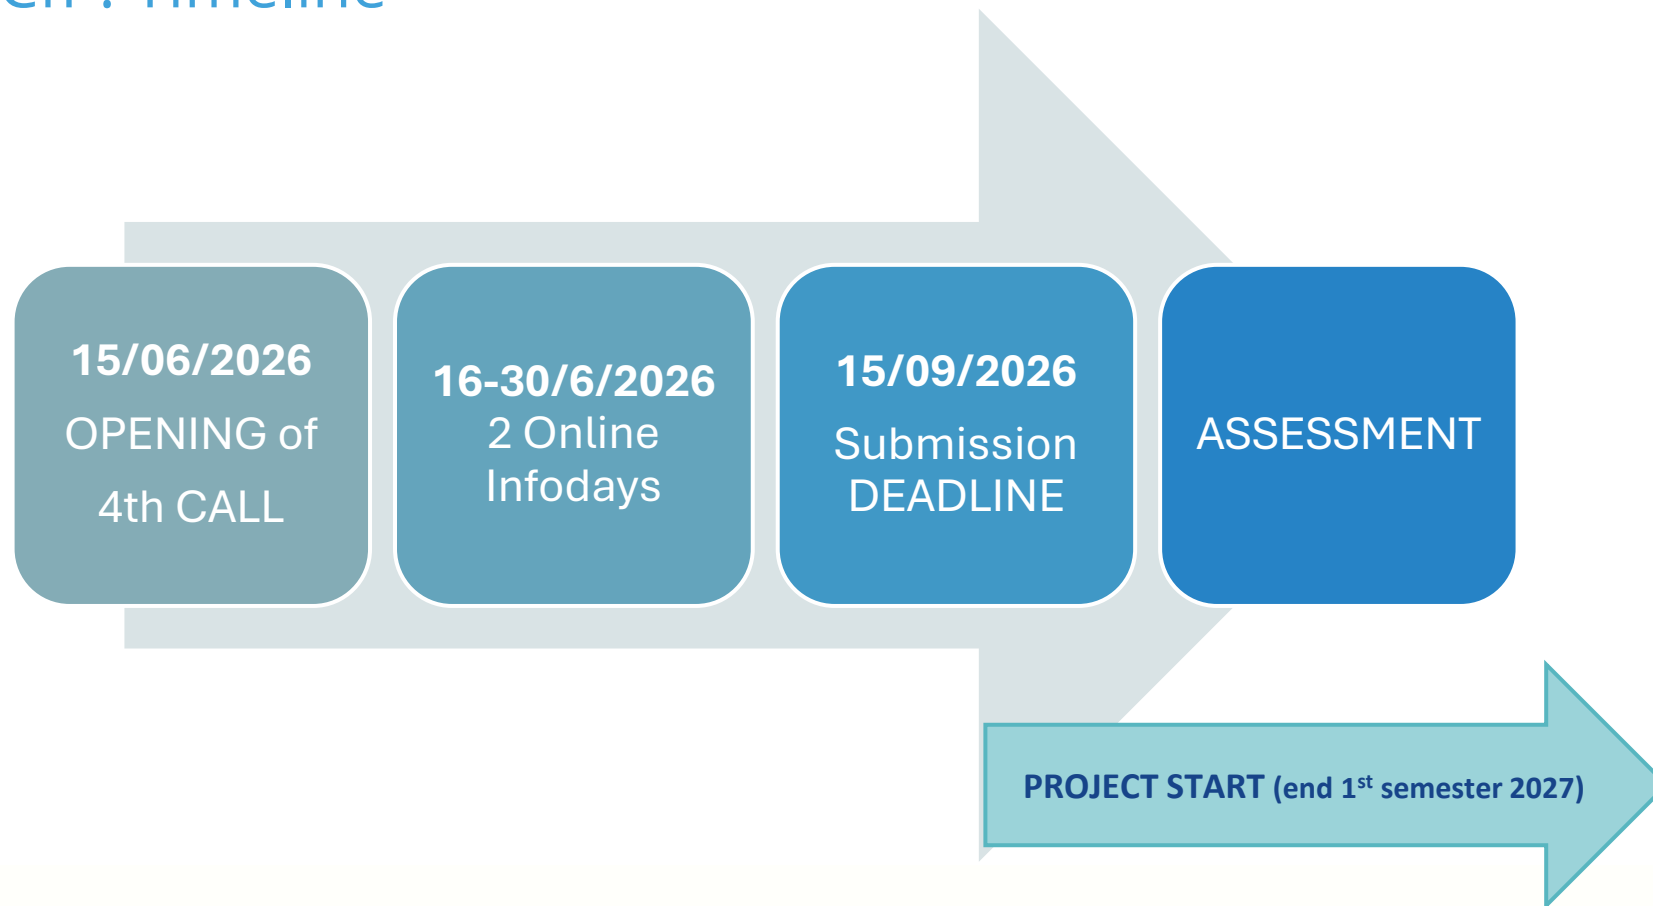 Timeline
15/06/2026
OPENING of
4th CALL
16-30/6/2026
2 Online
Infodays
15/09/2026
Submission
DEADLINE
ASSESSMENT
PROJECT START (end 1st semester 2027)